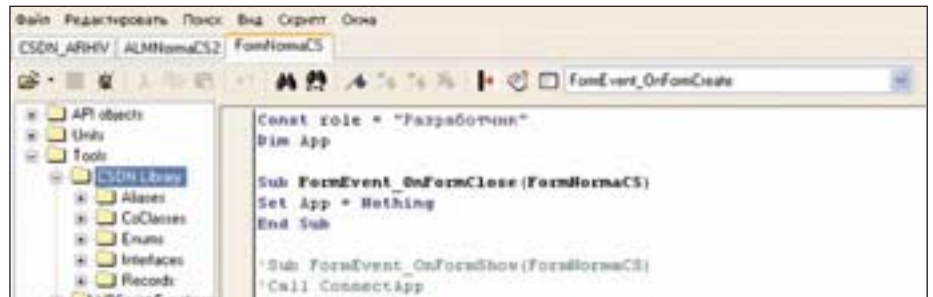 Файл Редактировать Поиск Вид Скрипт Окна
CSDN_ARHIV ALMNormaCS2 FormNormaCS
FormEvent_OnFormCreate
API objects
Units
Tools
CSDN Library
Aliases
CoClasses
Enums
Interfaces
Records
Const role = "Разработчик"
Dim App
Sub FormEvent_OnFormClose(FormNormaCS)
Set App = Nothing
End Sub
'Sub FormEvent_OnFormShow(FormNormaCS)
'Call ConnectApp